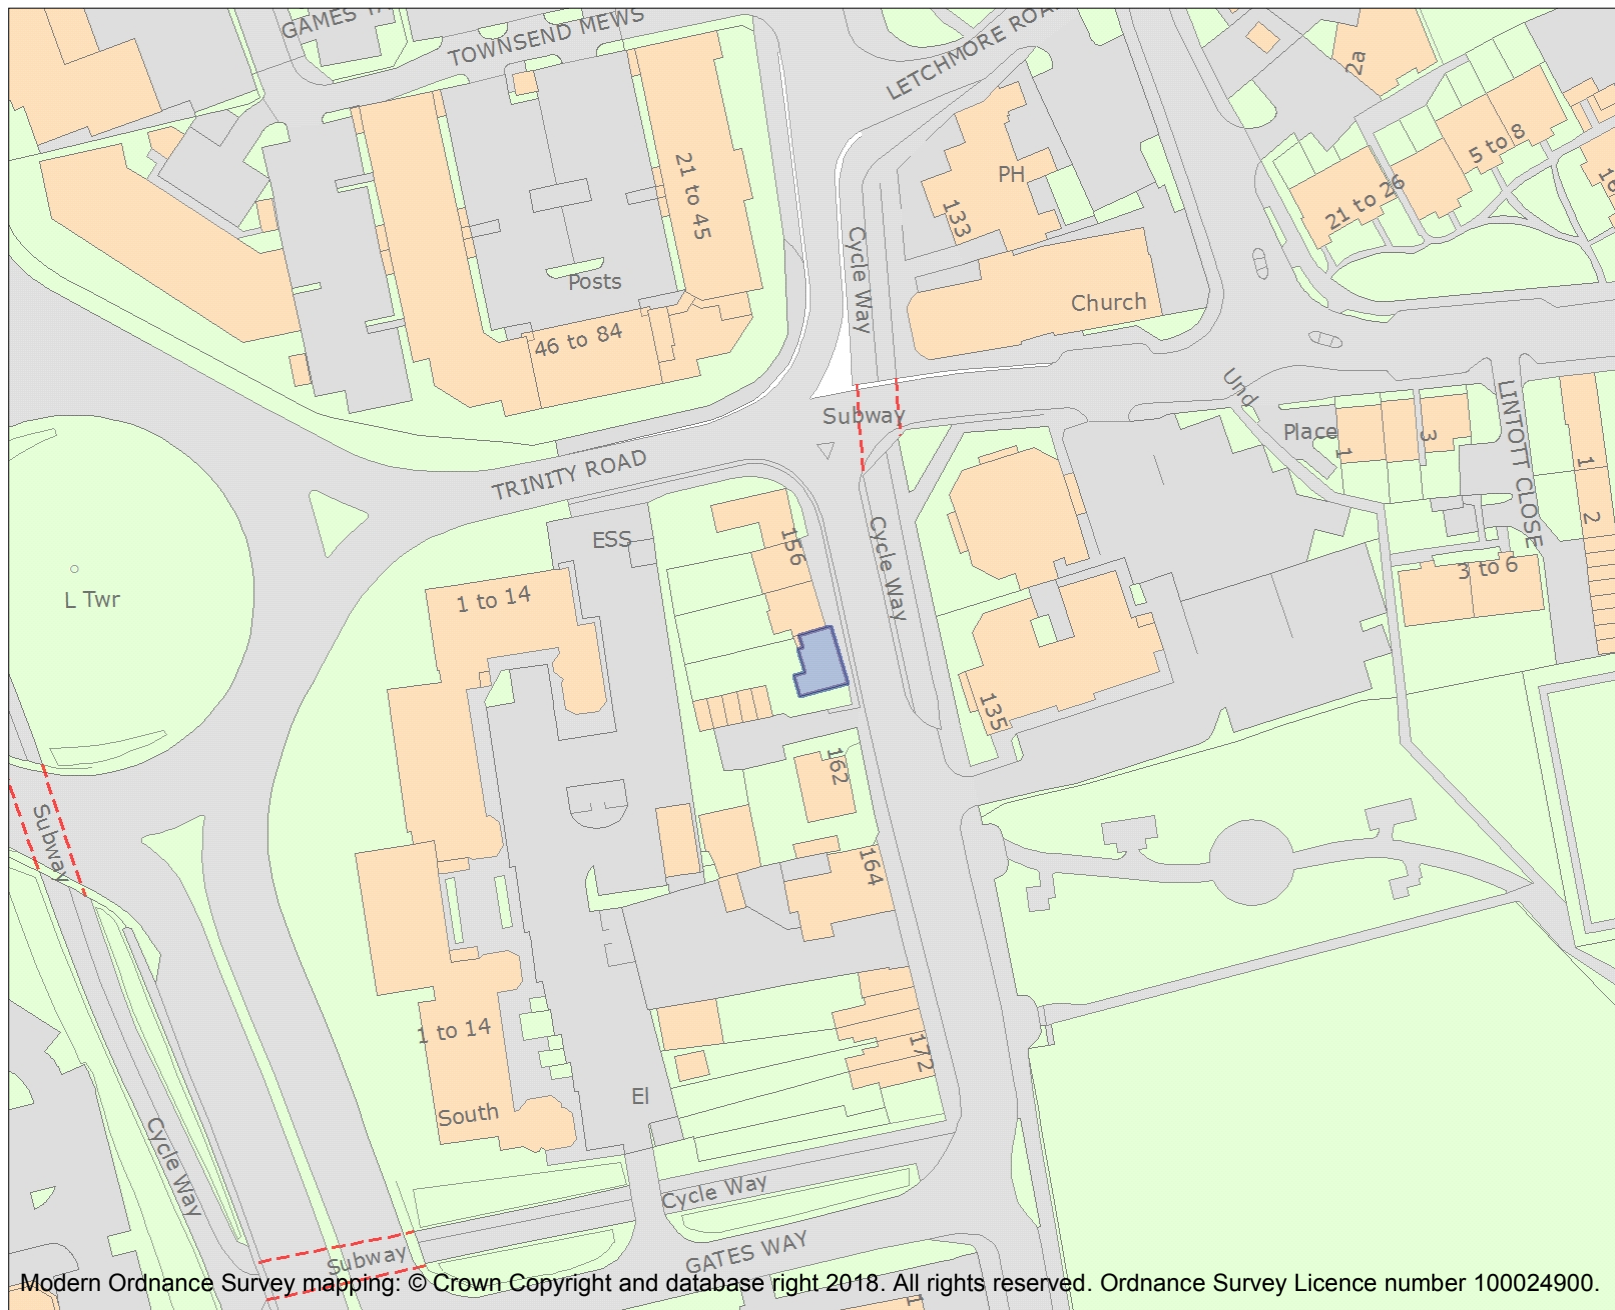 GAMES
TOWNSEND MEWS
LETCHMORE ROAD
2a
5 to 8
21 to 26
21 to 45
PH
133
Cycle Way
Posts
Church
46 to 84
Subway
Und
Place
1
3
LINTOTT CLOSE
1
2
TRINITY ROAD
ESS
156
Cycle Way
L Twr
1 to 14
3 to 6
135
162
Subway
164
1 to 14
172
El
South
Cycle Way
Cycle Way
GATES WAY
Subway
1
Modern Ordnance Survey mapping: © Crown Copyright and database right 2018. All rights reserved. Ordnance Survey Licence number 100024900.